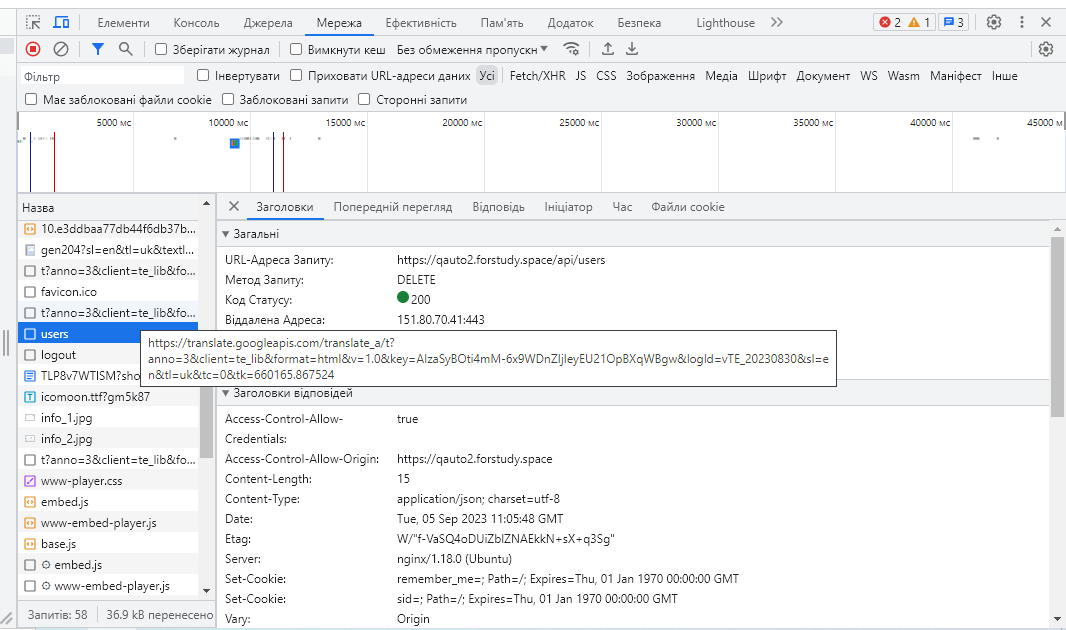 Елементи Консоль Джерела Мережа Ефективність Пам'ять Додаток Безпека Lighthouse 2 1 3
Зберігати журнал Вимкнути кеш Без обмеження пропускн
Фільтр Інвертувати Приховати URL-адреси даних Усі Fetch/XHR JS CSS Зображення Медіа Шрифт Документ WS Wasm Маніфест Інше
Має заблоковані файли cookie Заблоковані запити Сторонні запити
5000 мс 10000 мс 15000 мс 20000 мс 25000 мс 30000 мс 35000 мс 40000 мс 45000 м
Назва
10.e3ddbaa77db44f6db37b...
gen204?sl=en&tl=uk&textl...
t?anno=3&client=te_lib&fo...
favicon.ico
t?anno=3&client=te_lib&fo...
users
logout
TLP8v7WTISM?sho
icomoon.ttf?gm5k87
info_1.jpg
info_2.jpg
t?anno=3&client=te_lib&fo...
www-player.css
embed.js
www-embed-player.js
base.js
embed.js
www-embed-player.js
Запитів: 58 36.9 kB перенесено
Заголовки Попередній перегляд Відповідь Ініціатор Час Файли cookie
Загальні
URL-Адреса Запиту: https://qauto2.forstudy.space/api/users
Метод Запиту: DELETE
Код Статусу: 200
Віддалена Адреса: 151.80.70.41:443
https://translate.googleapis.com/translate_a/t?
anno=3&client=te_lib&format=html&v=1.0&key=AIzaSyBOti4mM-6x9WDnZIjIeyEU21OpBXqWBgw&logId=vTE_20230830&sl=e
n&tl=uk&tc=0&tk=660165.867524
Заголовки відповідей
Access-Control-Allow- true
Credentials:
Access-Control-Allow-Origin: https://qauto2.forstudy.space
Content-Length: 15
Content-Type: application/json; charset=utf-8
Date: Tue, 05 Sep 2023 11:05:48 GMT
Etag: W/"f-VaSQ4oDUiZblZNAEkkN+sX+q3Sg"
Server: nginx/1.18.0 (Ubuntu)
Set-Cookie: remember_me=; Path=/; Expires=Thu, 01 Jan 1970 00:00:00 GMT
Set-Cookie: sid=; Path=/; Expires=Thu, 01 Jan 1970 00:00:00 GMT
Vary: Origin